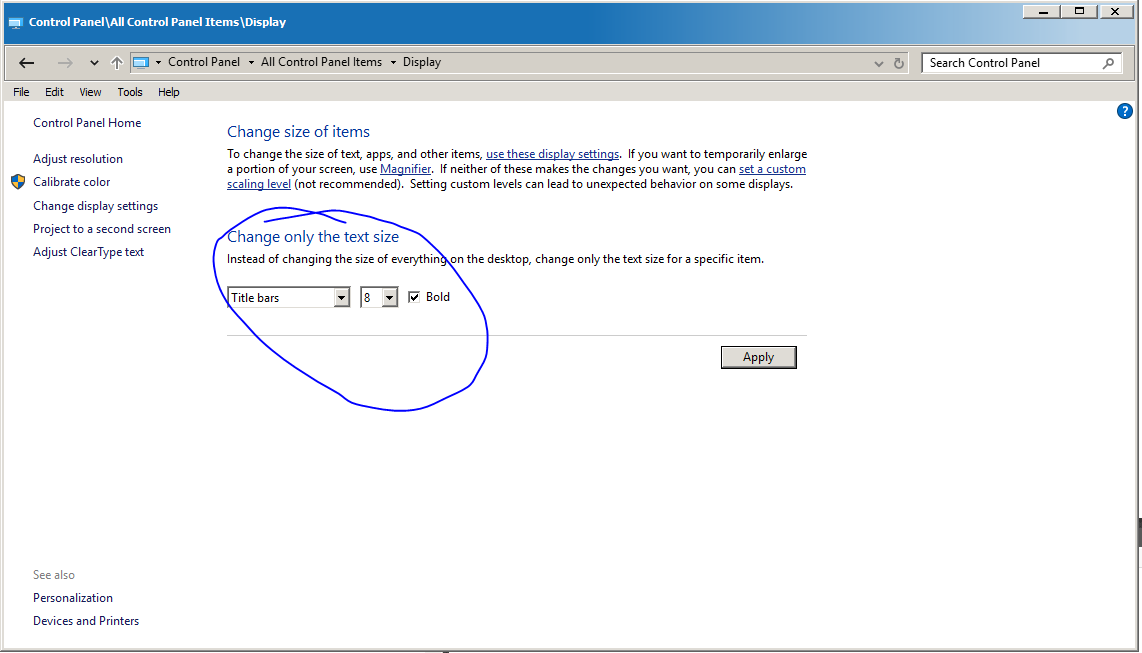 Control Panel\All Control Panel Items\Display
Control Panel All Control Panel Items Display
Search Control Panel
File Edit View Tools Help
Control Panel Home
Adjust resolution
Calibrate color
Change display settings
Project to a second screen
Adjust ClearType text
Change size of items
To change the size of text, apps, and other items, use these display settings. If you want to temporarily enlarge
a portion of your screen, use Magnifier. If neither of these makes the changes you want, you can set a custom
scaling level (not recommended). Setting custom levels can lead to unexpected behavior on some displays.
Change only the text size
Instead of changing the size of everything on the desktop, change only the text size for a specific item.
Title bars 8 Bold
Apply
See also
Personalization
Devices and Printers
?